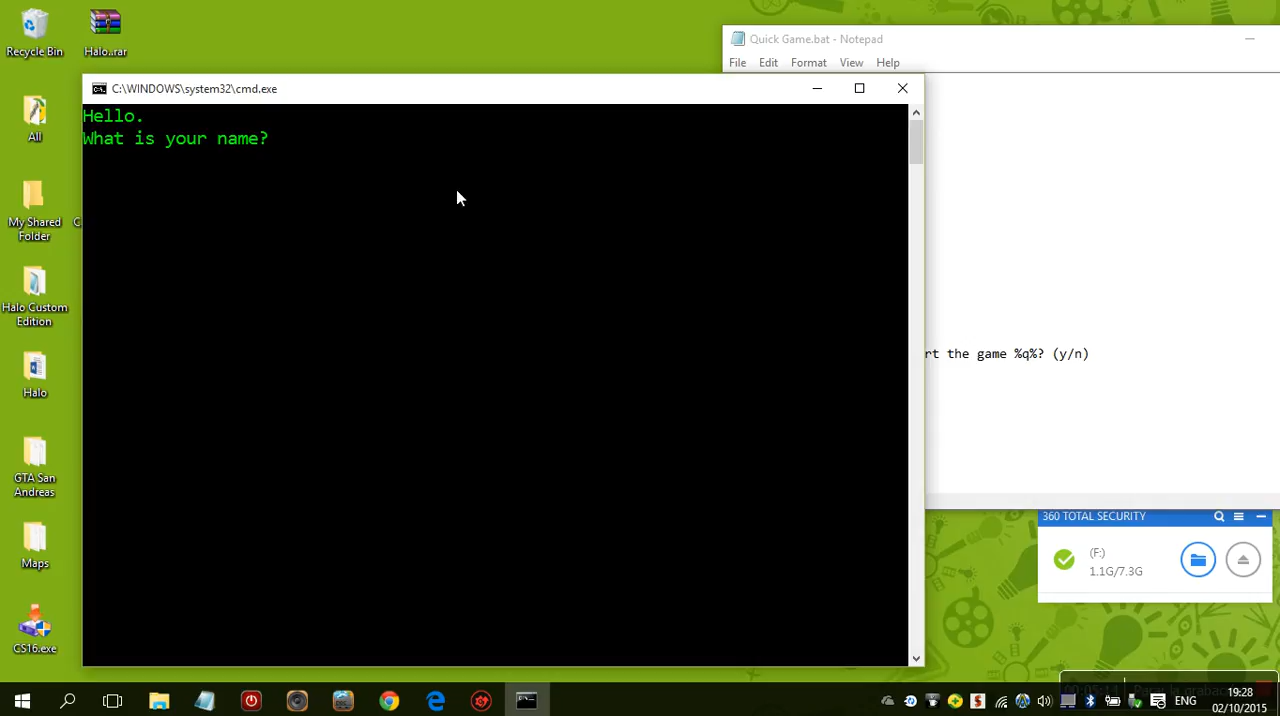 Recycle Bin
Halo..rar
All
My Shared Folder
C
Halo Custom Edition
Halo
GTA San Andreas
Maps
CS16.exe
Quick Game.bat - Notepad
File Edit Format View Help
C:\WINDOWS\system32\cmd.exe
Hello.
What is your name?
rt the game %q%? (y/n)
360 TOTAL SECURITY
(F:)
1.1G/7.3G
ENG
19:28
02/10/2015